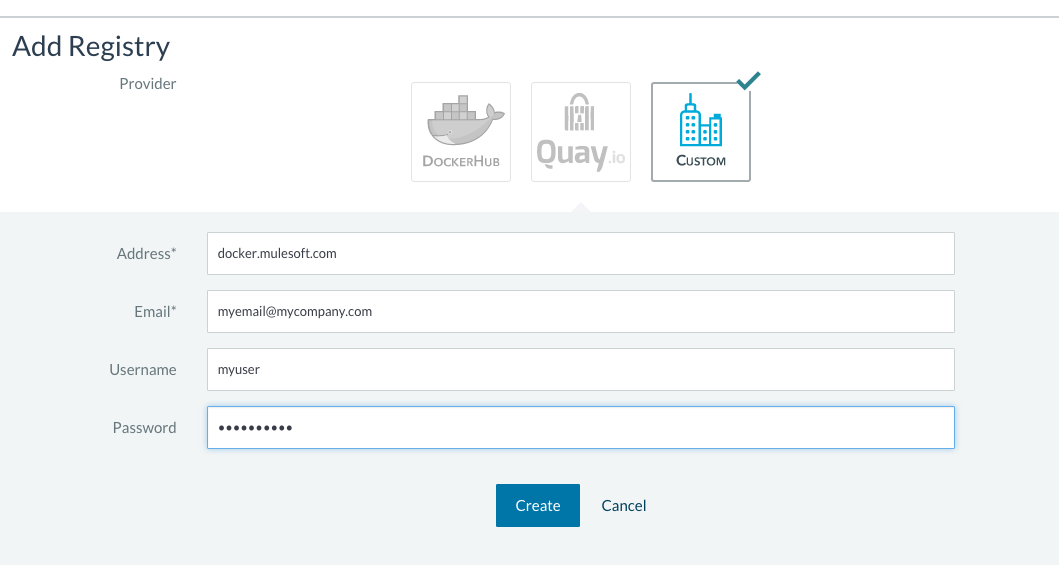 Add Registry
Provider
DOCKERHUB
Quay.io
CUSTOM
Address* docker.mulesoft.com
Email* myemail@mycompany.com
Username myuser
Password ••••••••••
Create Cancel